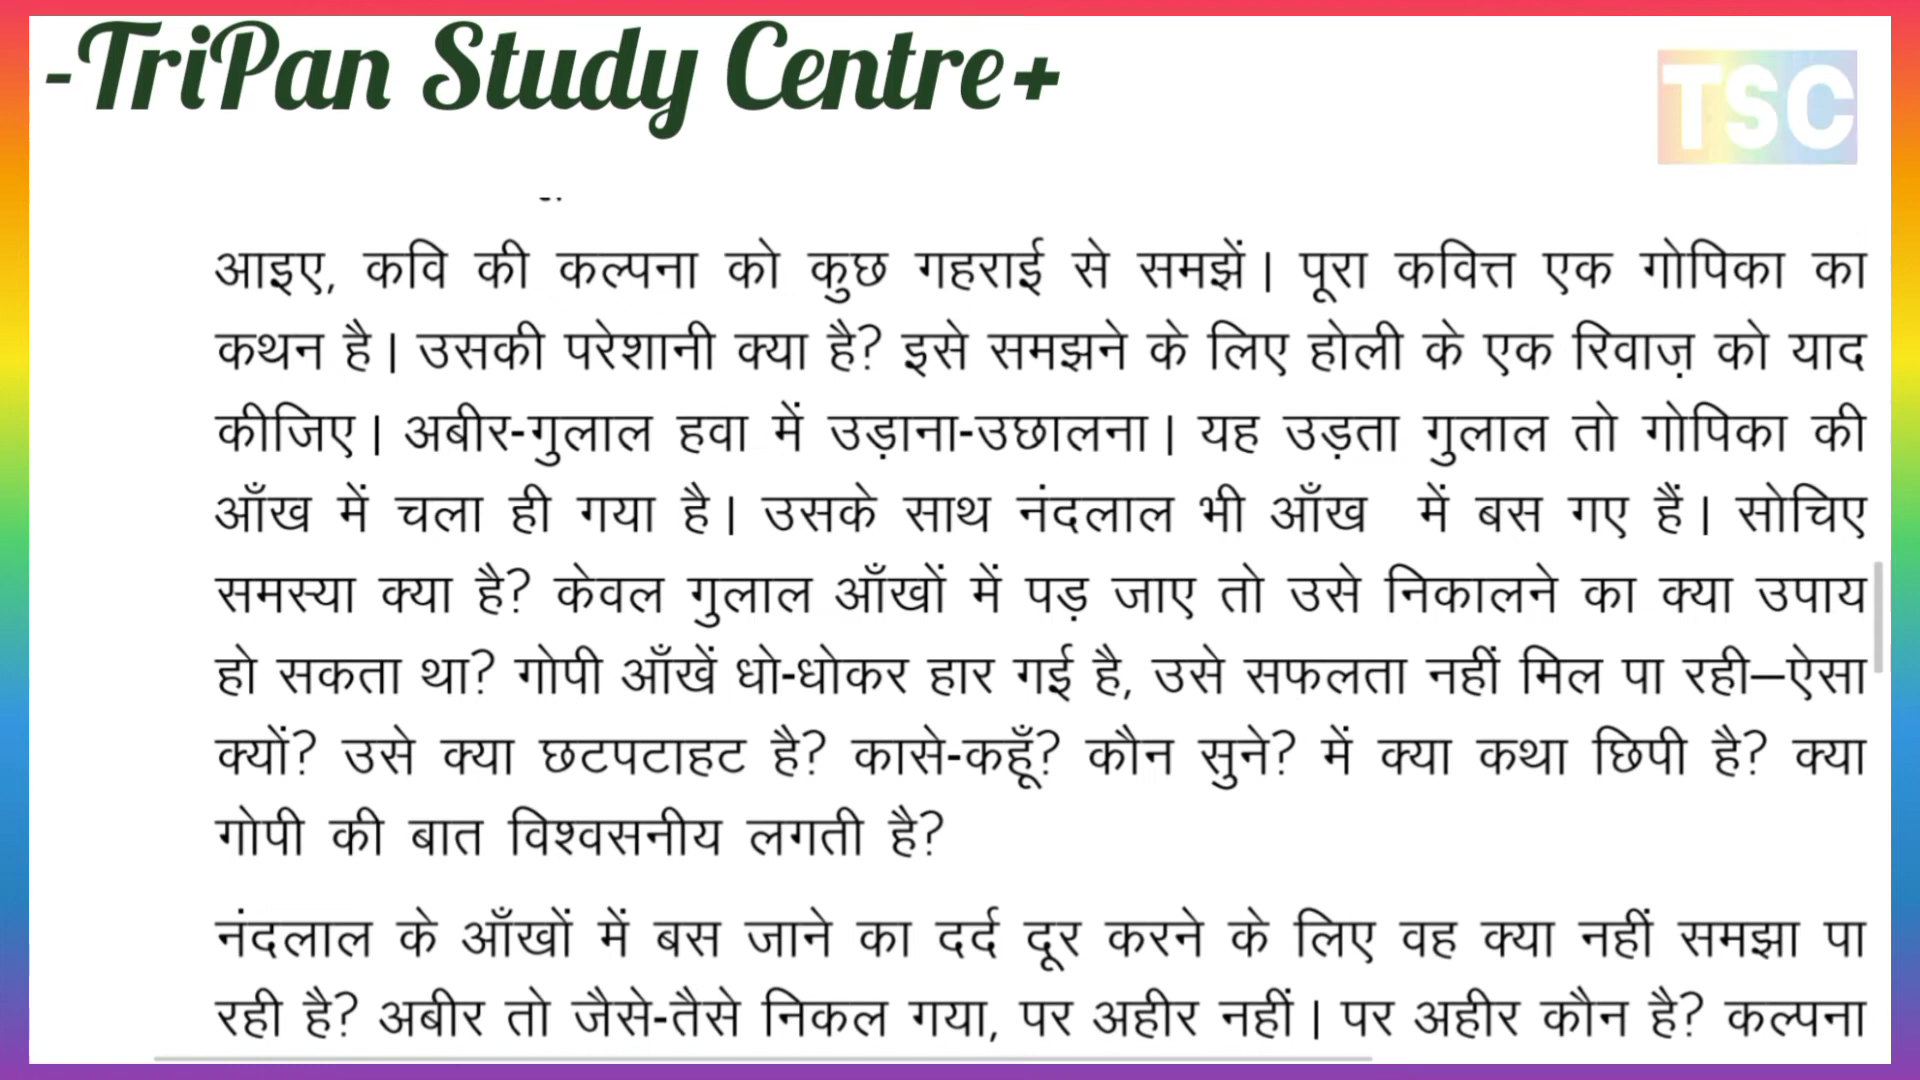 -TriPan Study Centre+
TSC
आइए, कवि की कल्पना को कुछ गहराई से समझें। पूरा कवित्त एक गोपिका का
कथन है। उसकी परेशानी क्या है? इसे समझने के लिए होली के एक रिवाज़ को याद
कीजिए। अबीर-गुलाल हवा में उड़ाना-उछालना। यह उड़ता गुलाल तो गोपिका की
आँख में चला ही गया है। उसके साथ नंदलाल भी आँख में बस गए हैं। सोचिए
समस्या क्या है? केवल गुलाल आँखों में पड़ जाए तो उसे निकालने का क्या उपाय
हो सकता था? गोपी आँखें धो-धोकर हार गई है, उसे सफलता नहीं मिल पा रही–ऐसा
क्यों? उसे क्या छटपटाहट है? कासे-कहूँ? कौन सुने? में क्या कथा छिपी है? क्या
गोपी की बात विश्वसनीय लगती है?
नंदलाल के आँखों में बस जाने का दर्द दूर करने के लिए वह क्या नहीं समझा पा
रही है? अबीर तो जैसे-तैसे निकल गया, पर अहीर नहीं। पर अहीर कौन है? कल्पना